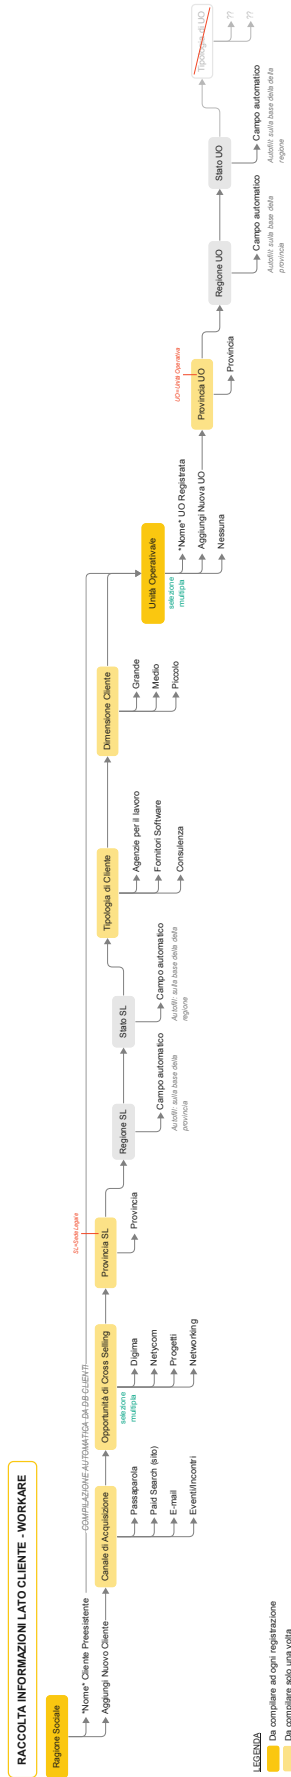 RACCOLTA INFORMAZIONI LATO CLIENTE - WORKARE
Ragione Sociale
*Nome* Cliente Preesistente
Aggiungi Nuovo Cliente
COMPILAZIONE AUTOMATICA DA DB CLIENTI
Canale di Acquisizione
Passaparola
Paid Search (sito)
E-mail
Eventi/Incontri
Opportunità di Cross Selling
selezione
multipla
Digima
Netycom
Progetti
Networking
SL=Sede Legale
Provincia SL
Provincia
Regione SL
Campo automatico
Autofill: sulla base della
provincia
Stato SL
Campo automatico
Autofill: sulla base della della
regione
Tipologia di Cliente
Agenzie per il lavoro
Fornitori Software
Consulenza
Dimensione Cliente
Grande
Medio
Piccolo
Unità Operativa/e
selezione
multipla
*Nome* UO Registrata
Aggiungi Nuova UO
Nessuna
UO=Unità Operativa
Provincia UO
Provincia
Regione UO
Campo automatico
Autofill: sulla base della
provincia
Stato UO
Campo automatico
Autofill: sulla base della della
regione
Tipologia di UO
??
??
LEGENDA
Da compilare ad ogni registrazione
Da compilare solo una volta